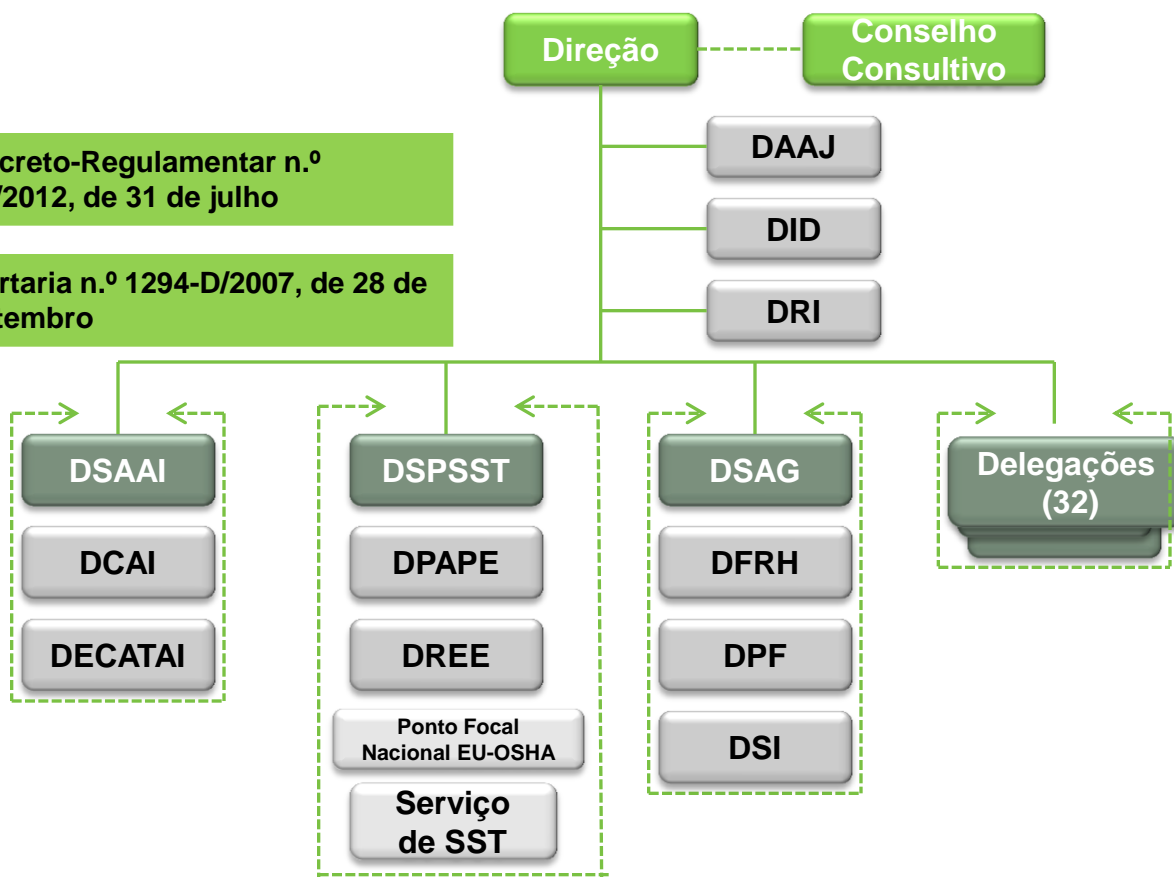 Direção
Conselho
Consultivo
creto-Regulamentar n.º
/2012, de 31 de julho
rtaria n.º 1294-D/2007, de 28 de
tembro
DAAJ
DID
DRI
DSAAI
DCAI
DECATAI
DSPSST
DPAPE
DREE
Ponto Focal
Nacional EU-OSHA
Serviço
de SST
DSAG
DFRH
DPF
DSI
Delegações
(32)